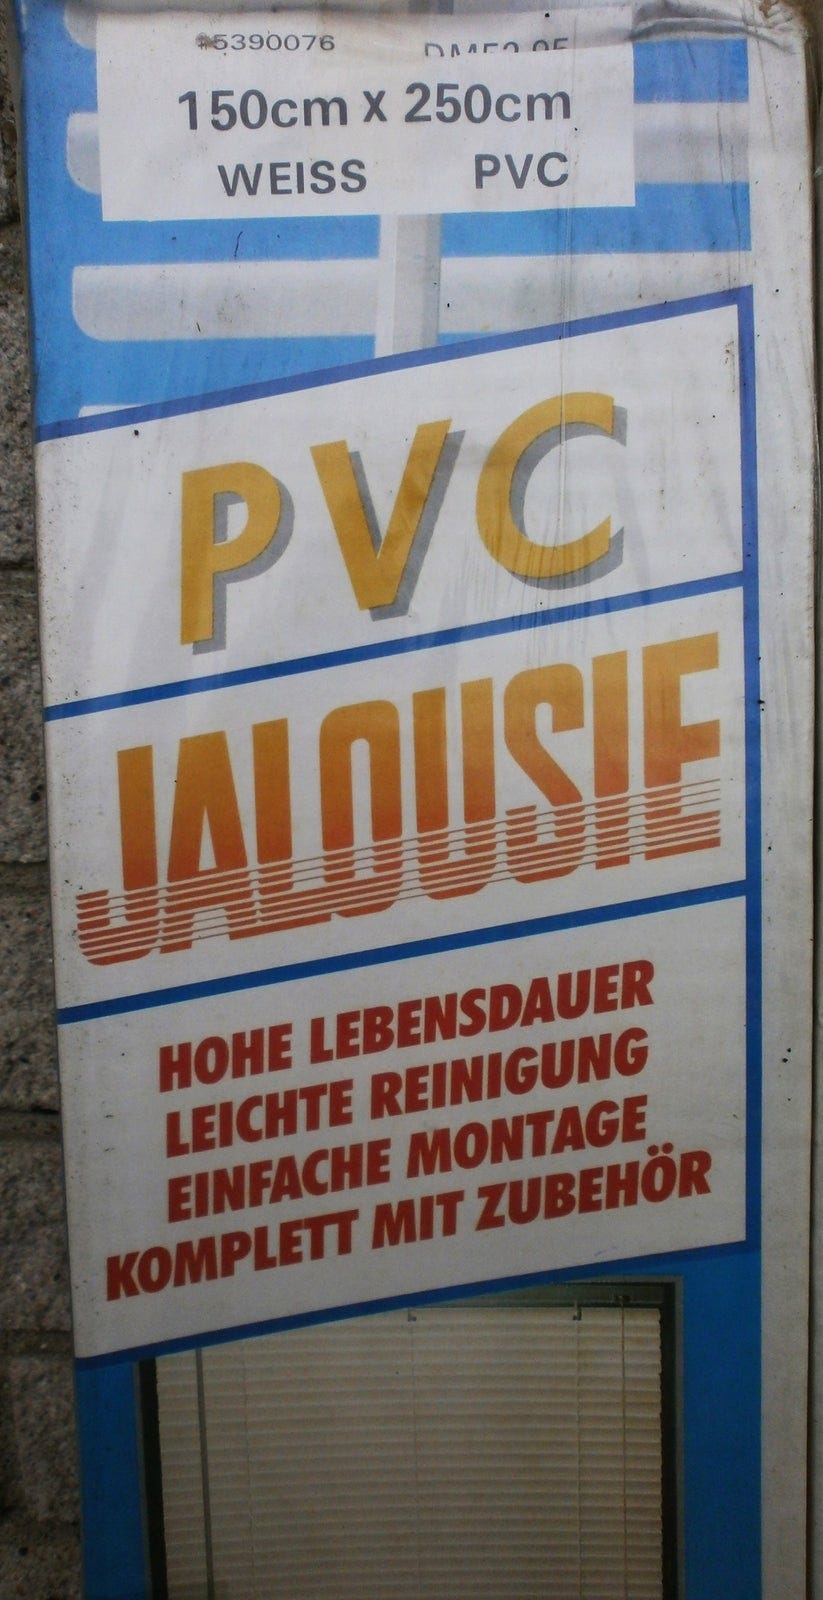 5390076
150cm x 250cm
WEISS PVC
PVC
JALOUSIE
HOHE LEBENSDAUER
LEICHTE REINIGUNG
EINFACHE MONTAGE
KOMPLETT MIT ZUBEHÖR